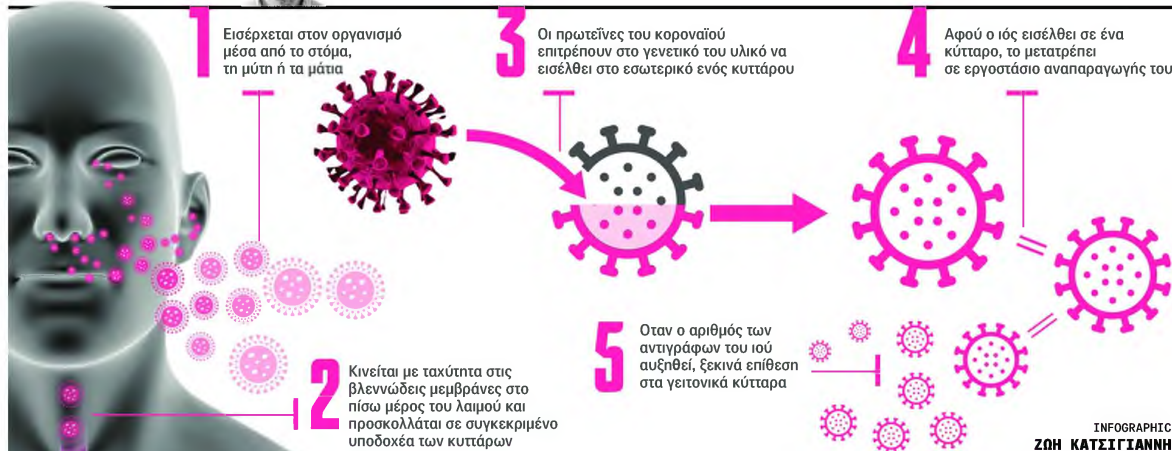 1
Εισέρχεται στον οργανισμό
μέσα από το στόμα,
τη μύτη ή τα μάτια
2
Κινείται με ταχύτητα στις
βλεννώδεις μεμβράνες στο
πίσω μέρος του λαιμού και
προσκολλάται σε συγκεκριμένο
υποδοχέα των κυττάρων
3
Οι πρωτεΐνες του κοροναϊού
επιτρέπουν στο γενετικό του υλικό να
εισέλθει στο εσωτερικό ενός κυττάρου
4
Αφού ο ιός εισέλθει σε ένα
κύτταρο, το μετατρέπει
σε εργοστάσιο αναπαραγωγής του
5
Οταν ο αριθμός των
αντιγράφων του ιού
αυξηθεί, ξεκινά επίθεση
στα γειτονικά κύτταρα
INFOGRAPHIC
ΖΩΗ ΚΑΤΣΙΓΙΑΝΝΗ